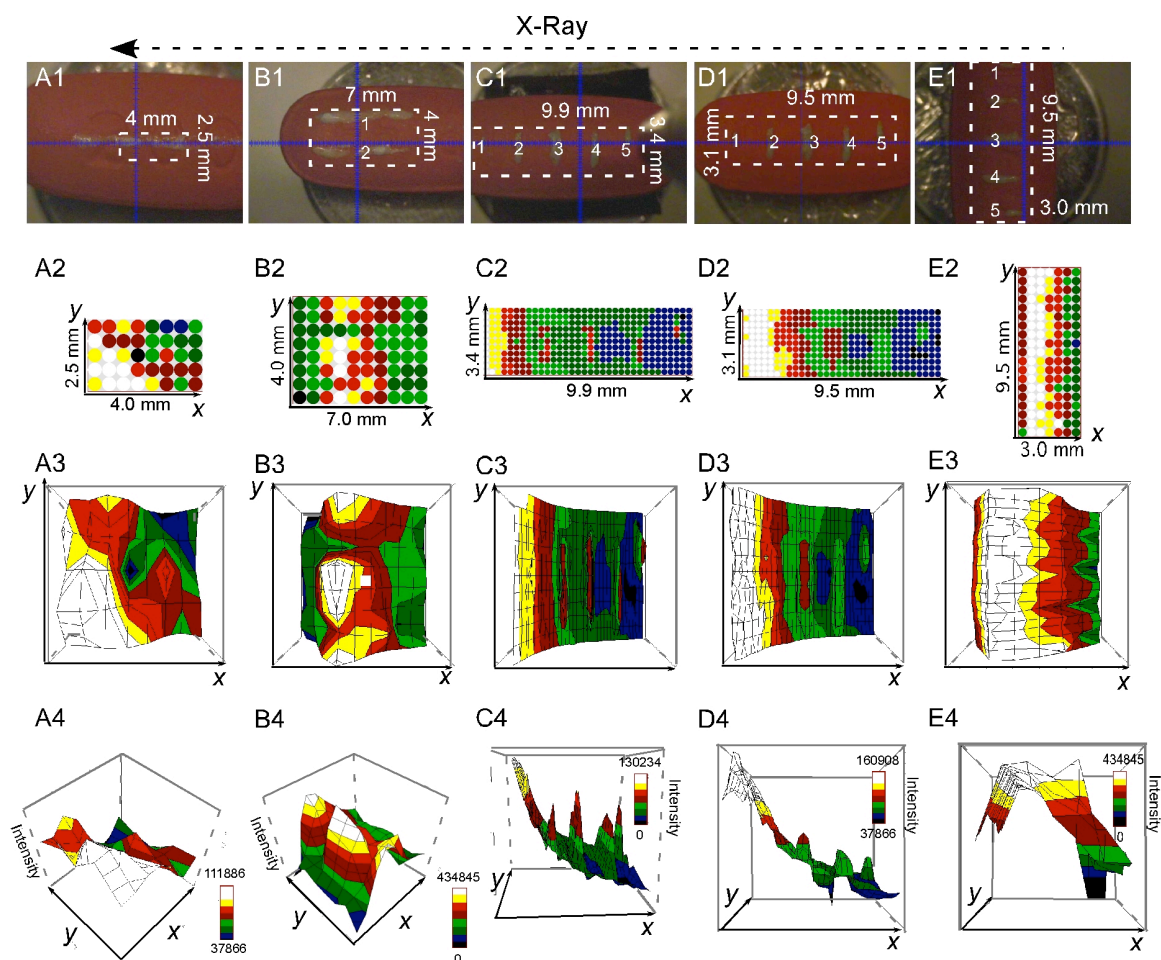 X-Ray
A1 B1 C1 D1 E1
4 mm
2.5 mm
7 mm
4 mm
1
2
9.9 mm
3.4 mm
1 2 3 4 5
9.5 mm
3.1 mm
1 2 3 4 5
1
2
3
4
5
9.5 mm
3.0 mm
A2 B2 C2 D2 E2
y
2.5 mm
4.0 mm x
y
4.0 mm
7.0 mm x
y
3.4 mm
9.9 mm x
y
3.1 mm
9.5 mm x
y
9.5 mm
3.0 mm x
A3 B3 C3 D3 E3
y x
y x
y x
y x
y x
A4 B4 C4 D4 E4
Intensity
y x
111886
37866
Intensity
y x
434845
0
130234
0
Intensity
y
x
160908
37866
Intensity
y
x
434845
0
Intensity
y
x